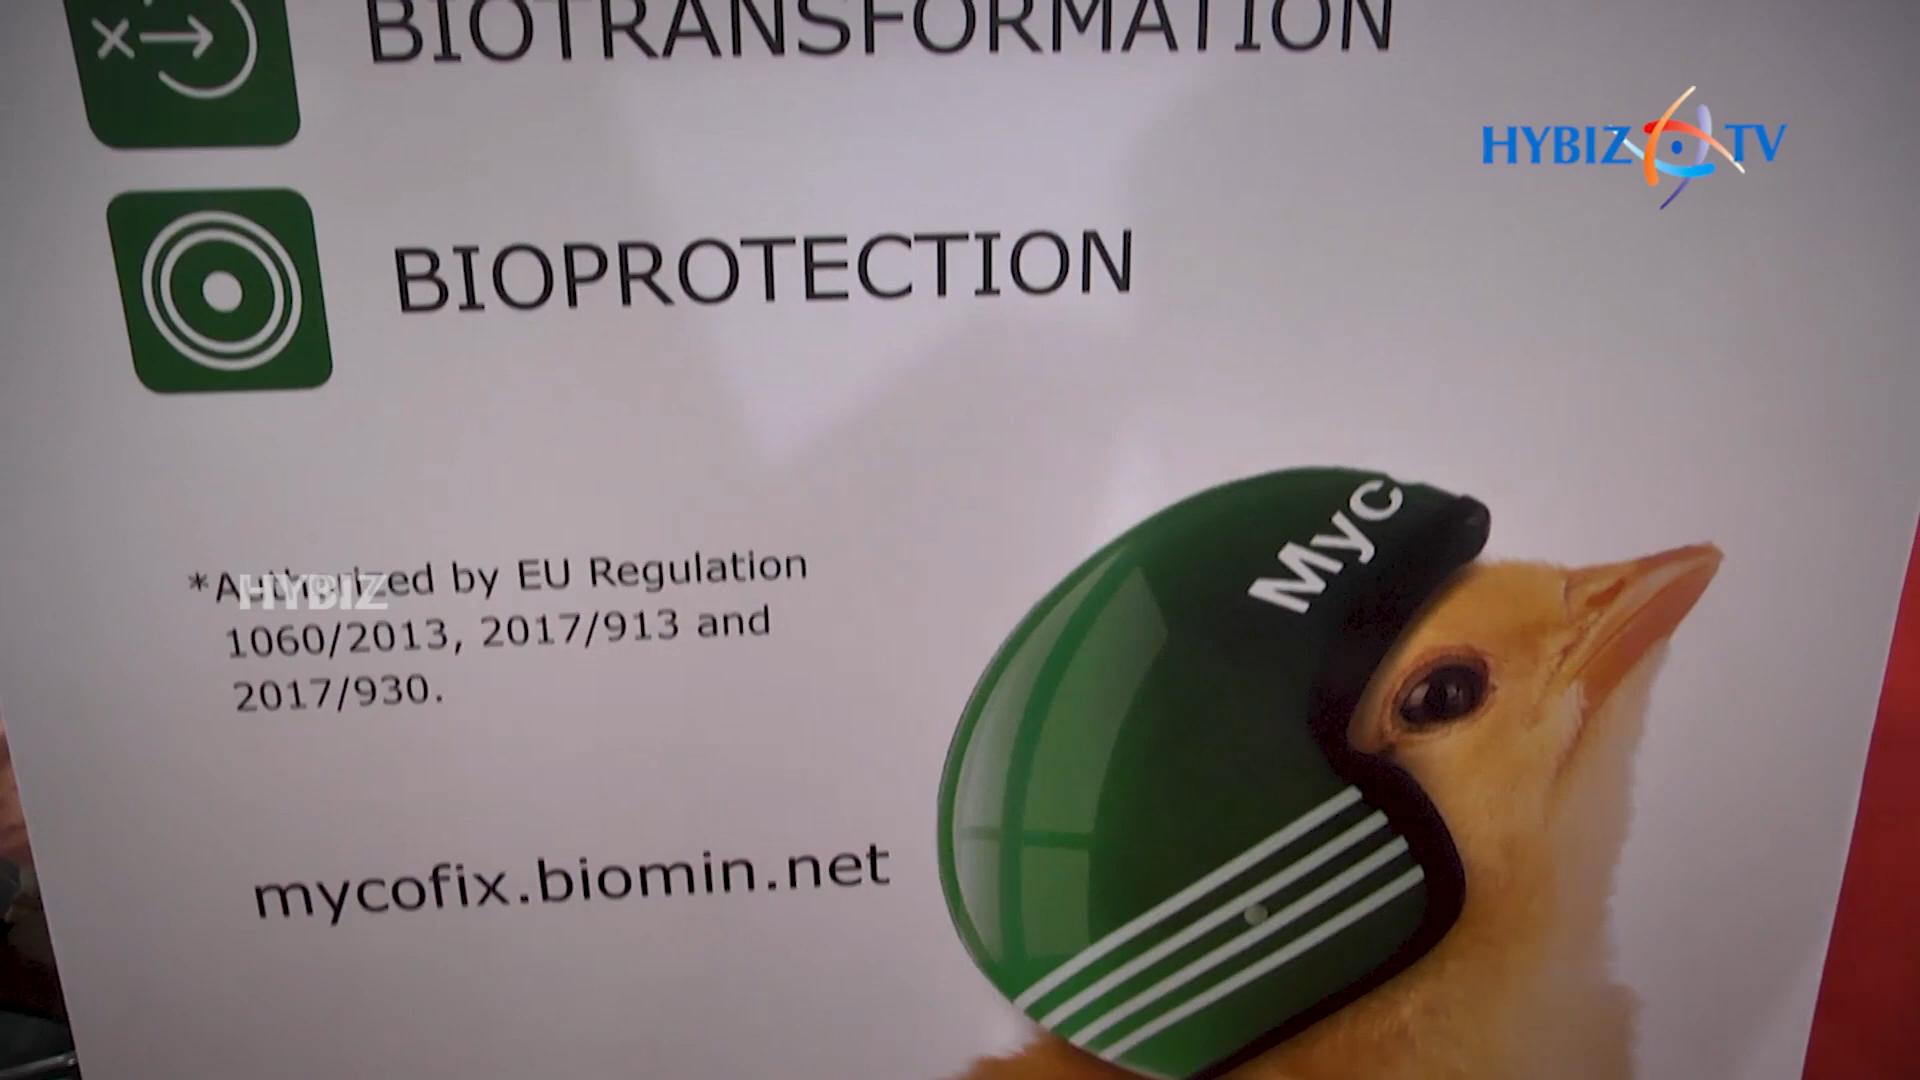 BIOTRANSFORMATION
HYBIZ TV
BIOPROTECTION
Myc
*Authorized by EU Regulation
HYBIZ
1060/2013, 2017/913 and
2017/930.
mycofix.biomin.net